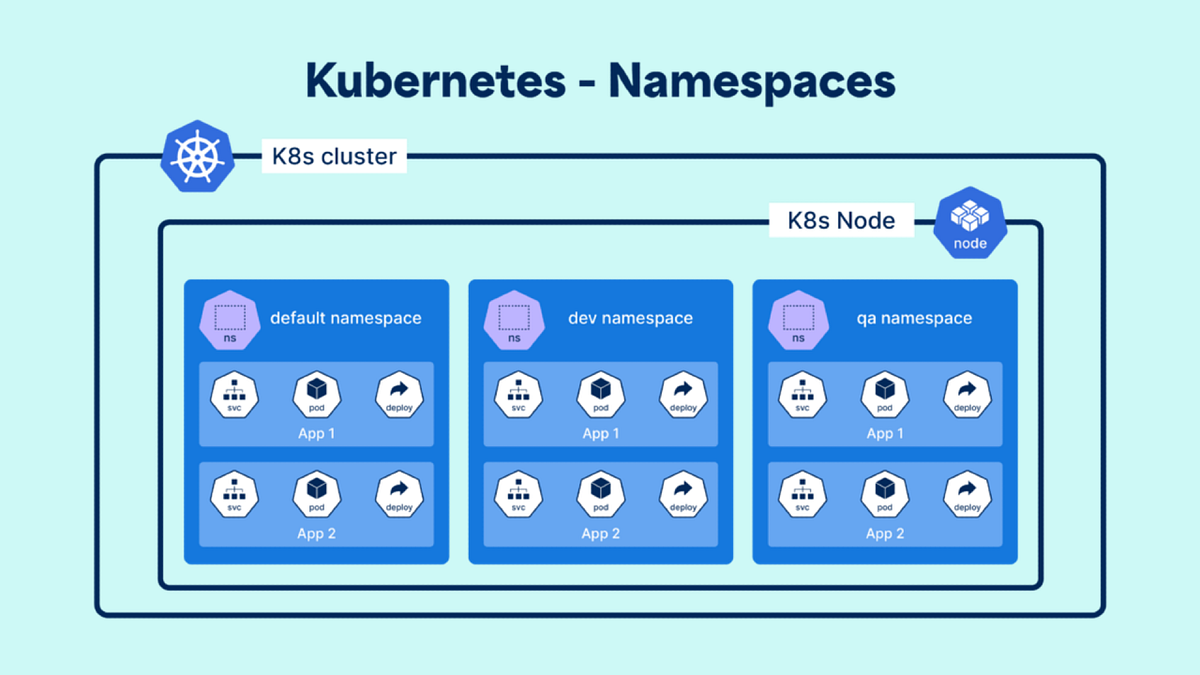 Kubernetes - Namespaces
K8s cluster
K8s Node
node
ns
default namespace
svc
pod
deploy
App 1
svc
pod
deploy
App 2
ns
dev namespace
svc
pod
deploy
App 1
svc
pod
deploy
App 2
ns
qa namespace
svc
pod
deploy
App 1
svc
pod
deploy
App 2